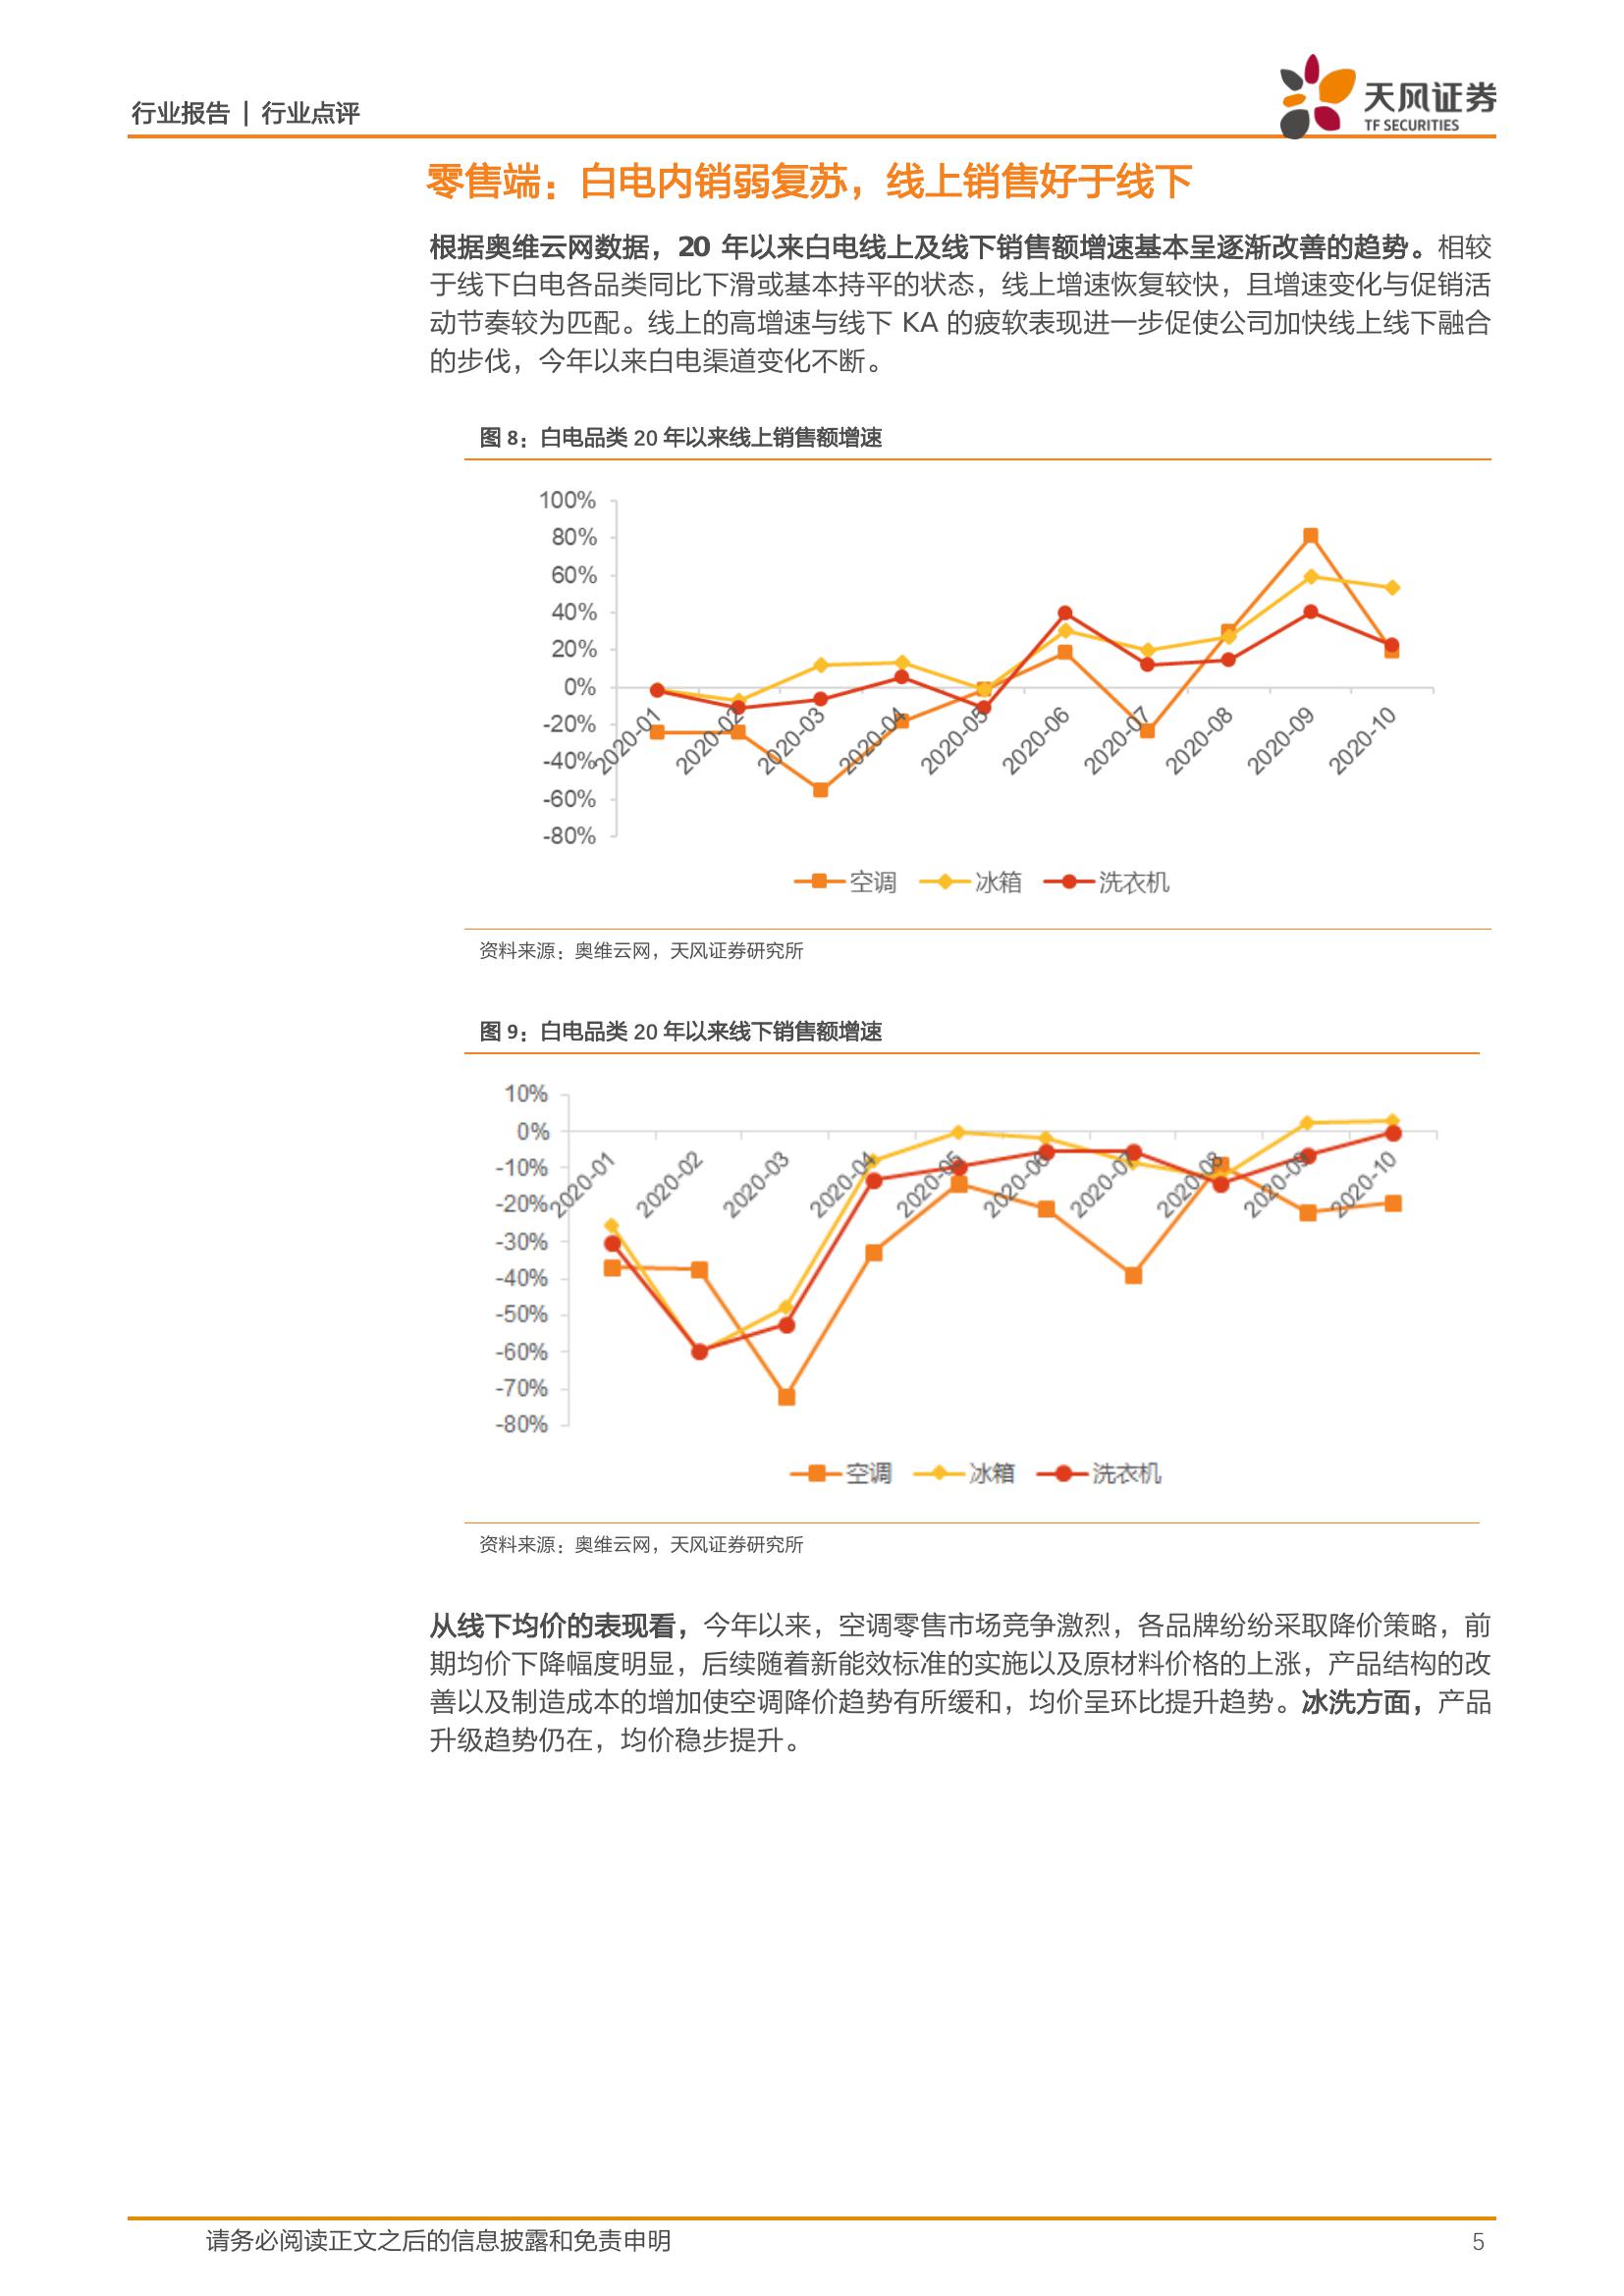 行业报告 | 行业点评
天风证券
TF SECURITIES
零售端：白电内销弱复苏，线上销售好于线下
根据奥维云网数据，20 年以来白电线上及线下销售额增速基本呈逐渐改善的趋势。相较
于线下白电各品类同比下滑或基本持平的状态，线上增速恢复较快，且增速变化与促销活
动节奏较为匹配。线上的高增速与线下 KA 的疲软表现进一步促使公司加快线上线下融合
的步伐，今年以来白电渠道变化不断。
图 8：白电品类 20 年以来线上销售额增速
100%
80%
60%
40%
20%
0%
-20%
-40%
-60%
-80%
2020-01
2020-02
2020-03
2020-04
2020-05
2020-06
2020-07
2020-08
2020-09
2020-10
空调 冰箱 洗衣机
资料来源：奥维云网，天风证券研究所
图 9：白电品类 20 年以来线下销售额增速
10%
0%
-10%
-20%
-30%
-40%
-50%
-60%
-70%
-80%
2020-01
2020-02
2020-03
2020-04
2020-05
2020-06
2020-07
2020-08
2020-09
2020-10
空调 冰箱 洗衣机
资料来源：奥维云网，天风证券研究所
从线下均价的表现看，今年以来，空调零售市场竞争激烈，各品牌纷纷采取降价策略，前
期均价下降幅度明显，后续随着新能效标准的实施以及原材料价格的上涨，产品结构的改
善以及制造成本的增加使空调降价趋势有所缓和，均价呈环比提升趋势。冰洗方面，产品
升级趋势仍在，均价稳步提升。
请务必阅读正文之后的信息披露和免责申明
5